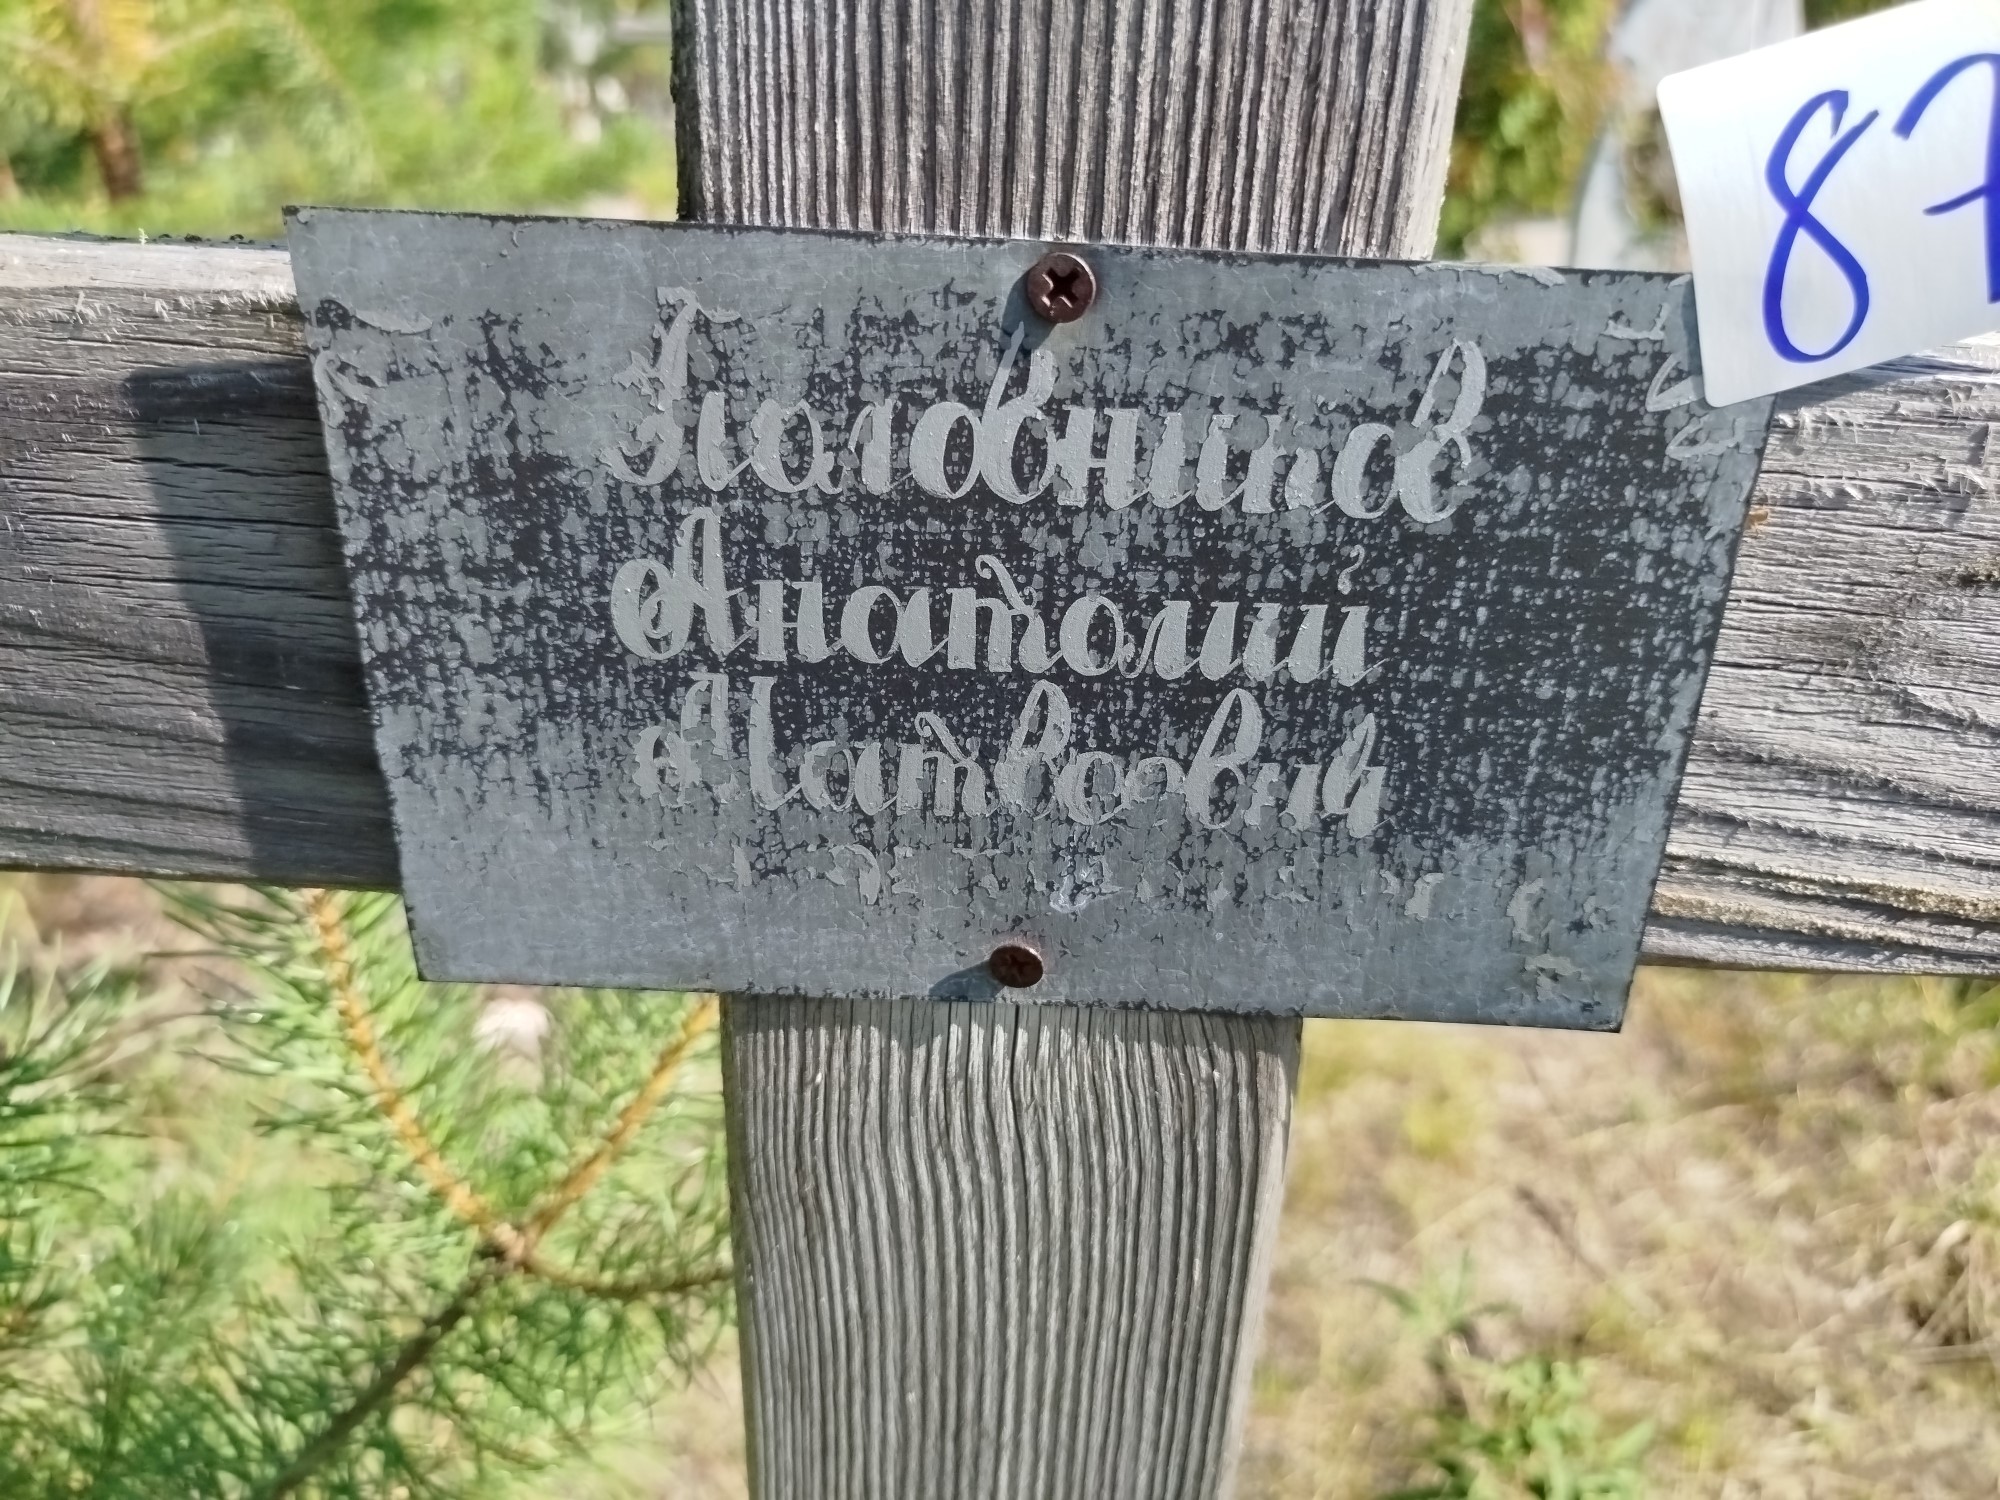 87
Половников
Анатолий
Матвеевич